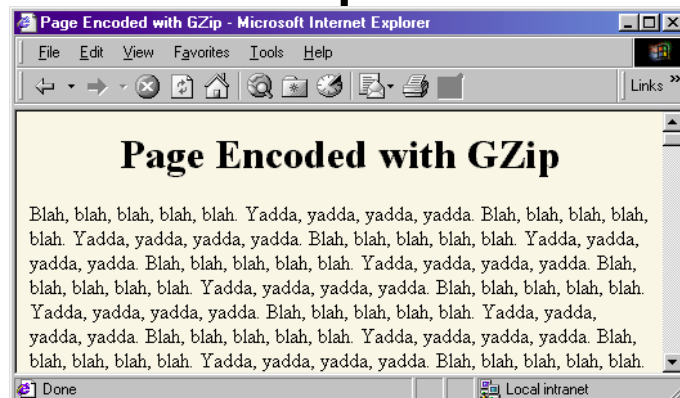 Page Encoded with GZip - Microsoft Internet Explorer
File Edit View Favorites Tools Help
Links »
Page Encoded with GZip
Blah, blah, blah, blah, blah. Yadda, yadda, yadda, yadda. Blah, blah, blah, blah,
blah. Yadda, yadda, yadda, yadda. Blah, blah, blah, blah, blah. Yadda, yadda,
yadda, yadda. Blah, blah, blah, blah, blah. Yadda, yadda, yadda, yadda. Blah,
blah, blah, blah, blah. Yadda, yadda, yadda, yadda. Blah, blah, blah, blah, blah.
Yadda, yadda, yadda, yadda. Blah, blah, blah, blah, blah. Yadda, yadda,
yadda, yadda. Blah, blah, blah, blah, blah. Yadda, yadda, yadda, yadda. Blah,
blah, blah, blah, blah. Yadda, yadda, yadda, yadda. Blah, blah, blah, blah, blah.
Done Local intranet